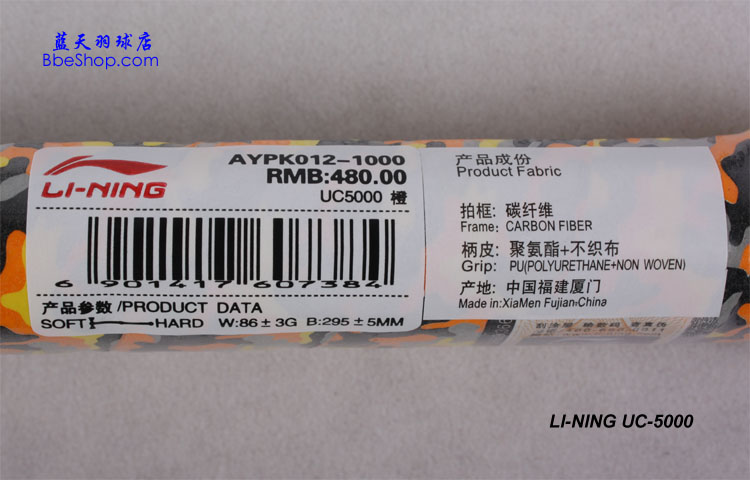 蓝天羽球店
BbeShop.com
LI-NING
AYPK012-1000
RMB:480.00
UC5000 橙
6 901417 607384
产品参数 /PRODUCT DATA
SOFT HARD W:86±3G B:295±5MM
产品成份
Product Fabric
拍框: 碳纤维
Frame: CARBON FIBER
柄皮: 聚氨酯+不织布
Grip: PU(POLYURETHANE+NON WOVEN)
产地: 中国福建厦门
Made in:XiaMen Fujian,China
LI-NING UC-5000